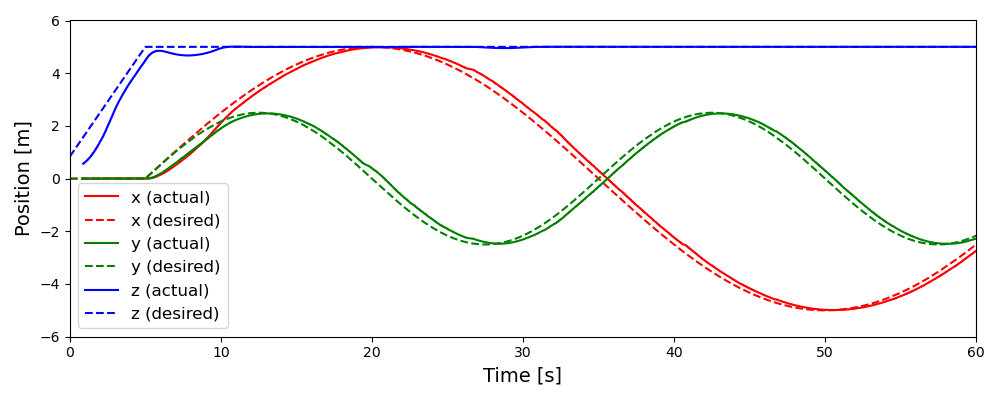 6
4
2
0
−2
−4
−6
Position [m]
x (actual)
x (desired)
y (actual)
y (desired)
z (actual)
z (desired)
0 10 20 30 40 50 60
Time [s]